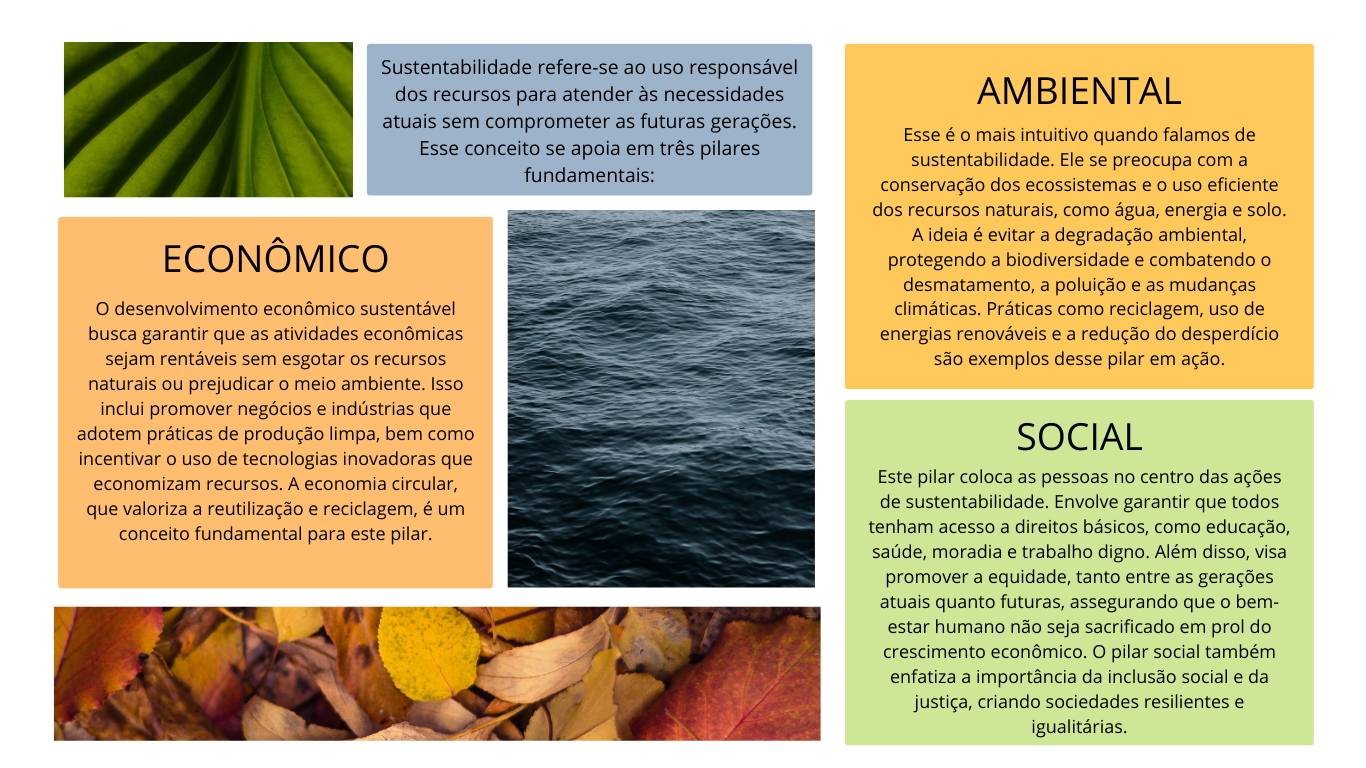 Sustentabilidade refere-se ao uso responsável
dos recursos para atender às necessidades
atuais sem comprometer as futuras gerações.
Esse conceito se apoia em três pilares
fundamentais:
ECONÔMICO
O desenvolvimento econômico sustentável
busca garantir que as atividades econômicas
sejam rentáveis sem esgotar os recursos
naturais ou prejudicar o meio ambiente. Isso
inclui promover negócios e indústrias que
adotem práticas de produção limpa, bem como
incentivar o uso de tecnologias inovadoras que
economizam recursos. A economia circular,
que valoriza a reutilização e reciclagem, é um
conceito fundamental para este pilar.
AMBIENTAL
Esse é o mais intuitivo quando falamos de
sustentabilidade. Ele se preocupa com a
conservação dos ecossistemas e o uso eficiente
dos recursos naturais, como água, energia e solo.
A ideia é evitar a degradação ambiental,
protegendo a biodiversidade e combatendo o
desmatamento, a poluição e as mudanças
climáticas. Práticas como reciclagem, uso de
energias renováveis e a redução do desperdício
são exemplos desse pilar em ação.
SOCIAL
Este pilar coloca as pessoas no centro das ações
de sustentabilidade. Envolve garantir que todos
tenham acesso a direitos básicos, como educação,
saúde, moradia e trabalho digno. Além disso, visa
promover a equidade, tanto entre as gerações
atuais quanto futuras, assegurando que o bem-
estar humano não seja sacrificado em prol do
crescimento econômico. O pilar social também
enfatiza a importância da inclusão social e da
justiça, criando sociedades resilientes e
igualitárias.